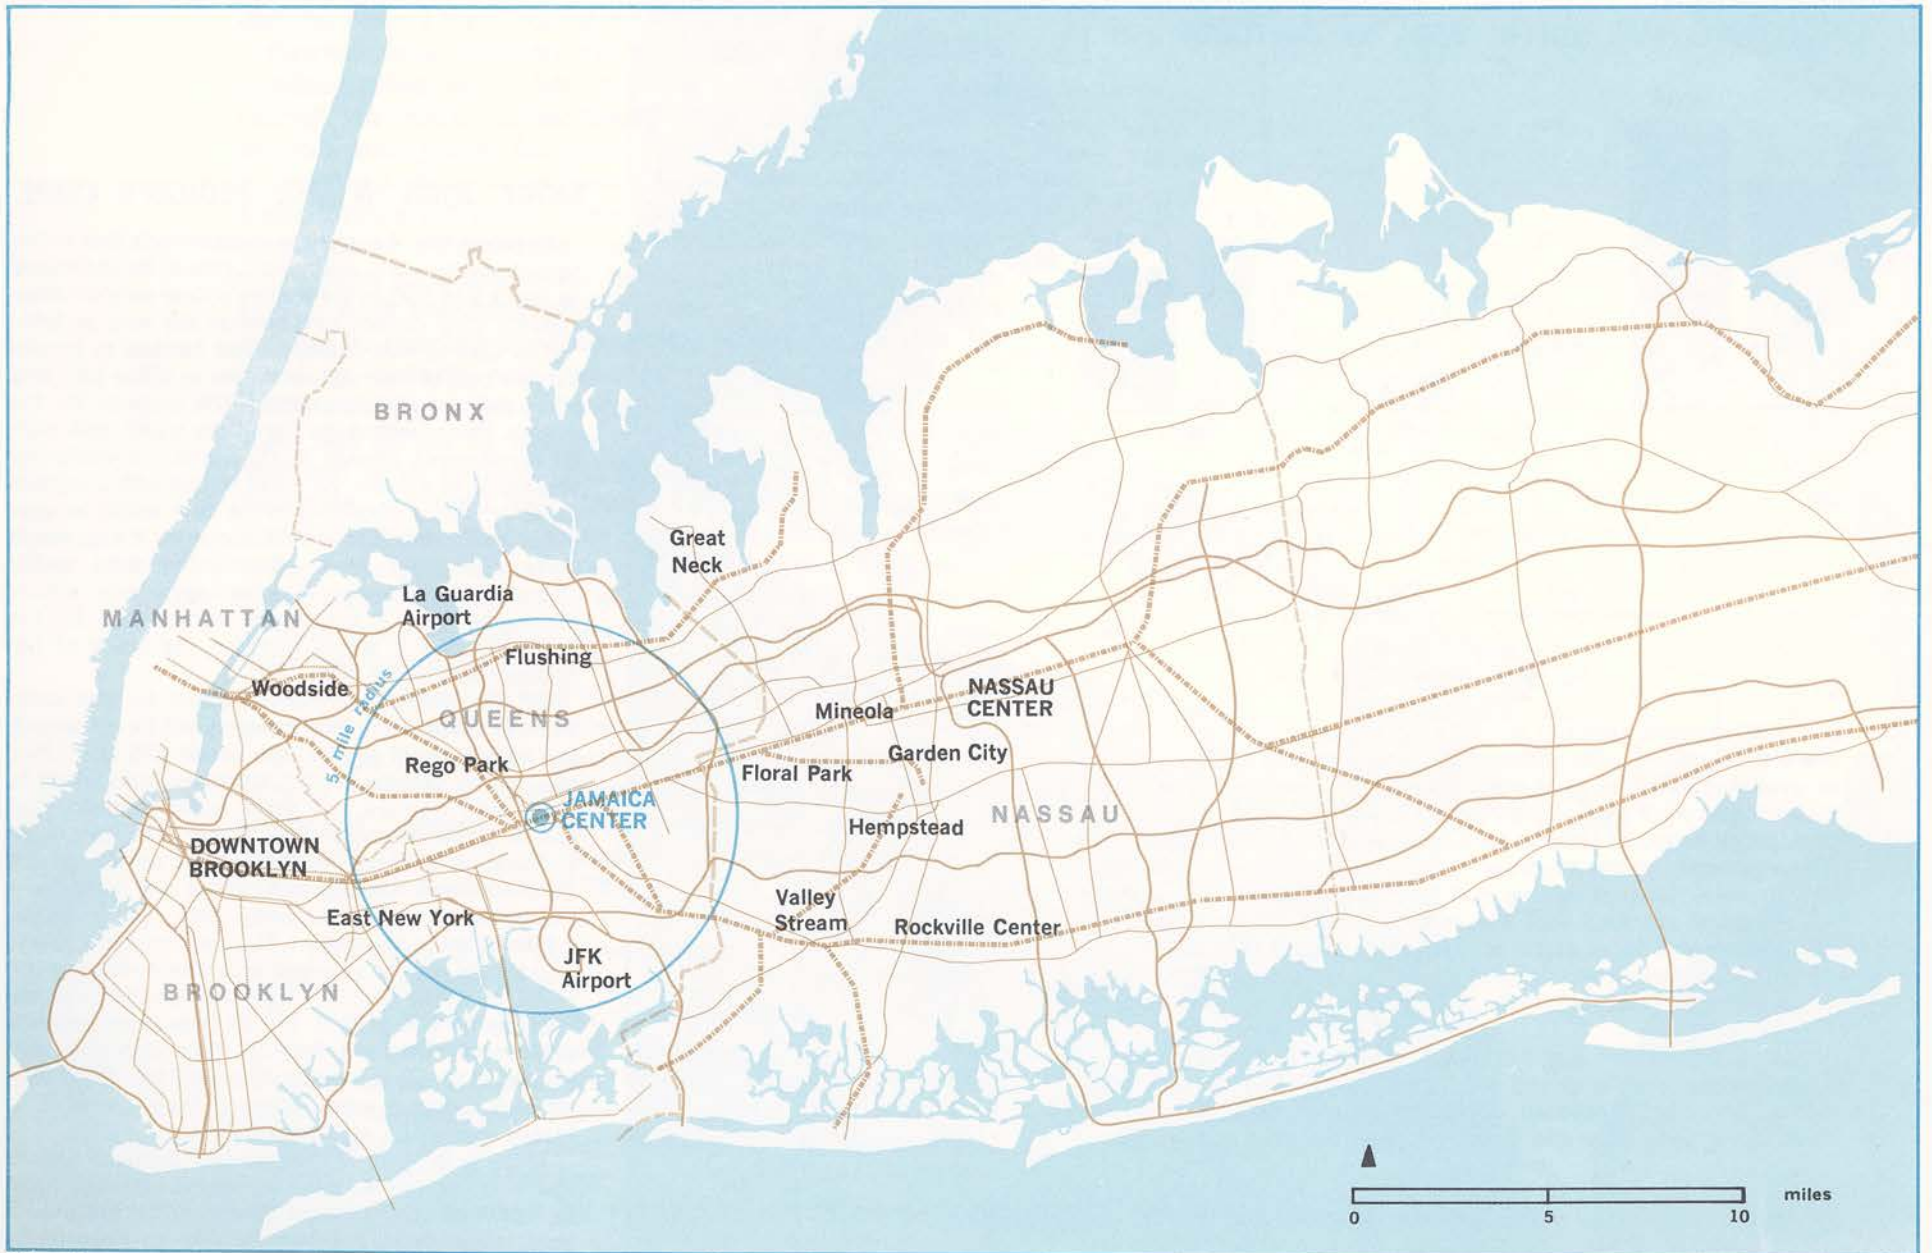 BRONX
Great
Neck
La Guardia
Airport
MANHATTAN
Flushing
Woodside
5 mile radius
QUEENS
NASSAU
CENTER
Mineola
Garden City
Rego Park
Floral Park
JAMAICA
CENTER
NASSAU
Hempstead
DOWNTOWN
BROOKLYN
East New York
Valley
Stream
Rockville Center
JFK
Airport
BROOKLYN
miles
0 5 10